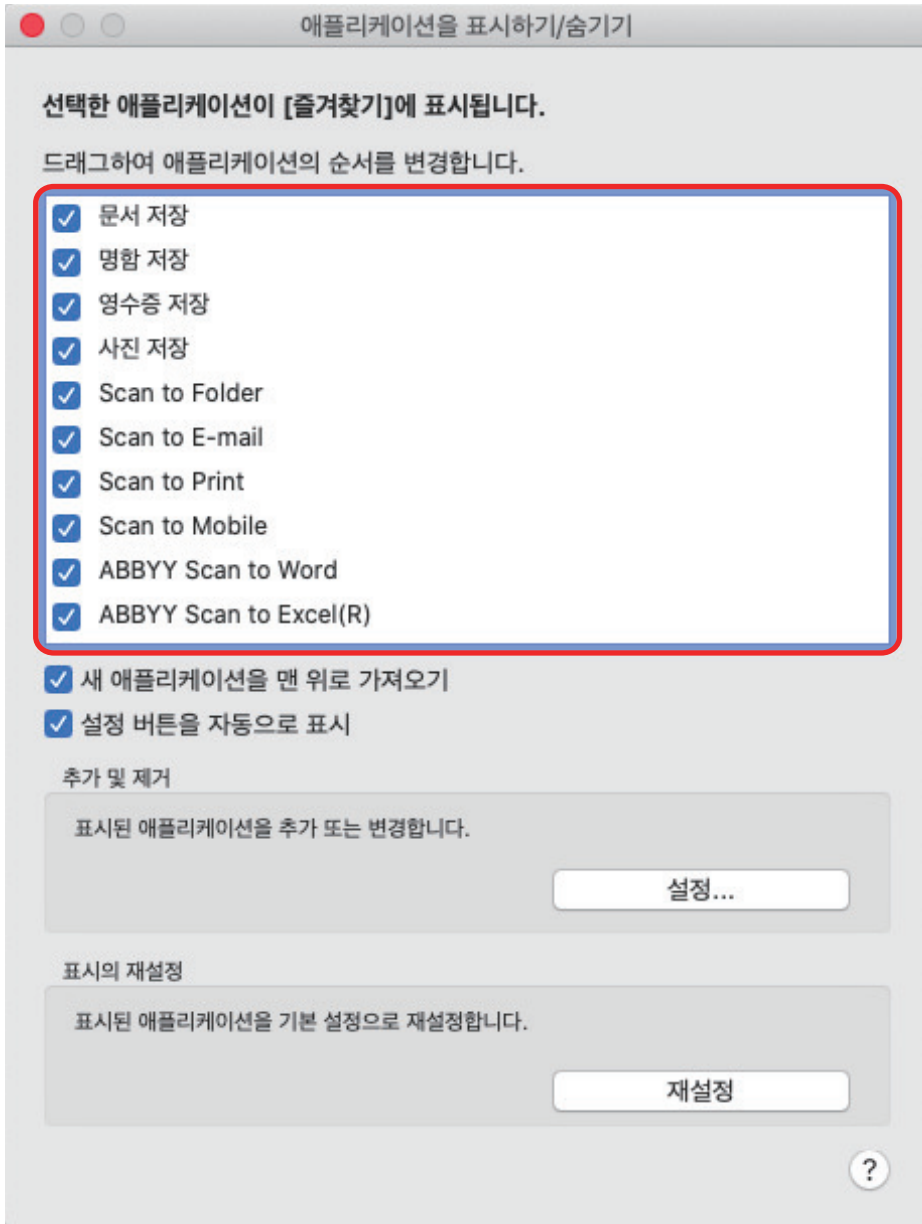 애플리케이션을 표시하기/숨기기
선택한 애플리케이션이 [즐겨찾기]에 표시됩니다.
드래그하여 애플리케이션의 순서를 변경합니다.
문서 저장
명함 저장
영수증 저장
사진 저장
Scan to Folder
Scan to E-mail
Scan to Print
Scan to Mobile
ABBYY Scan to Word
ABBYY Scan to Excel(R)
새 애플리케이션을 맨 위로 가져오기
설정 버튼을 자동으로 표시
추가 및 제거
표시된 애플리케이션을 추가 또는 변경합니다.
설정...
표시의 재설정
표시된 애플리케이션을 기본 설정으로 재설정합니다.
재설정
?